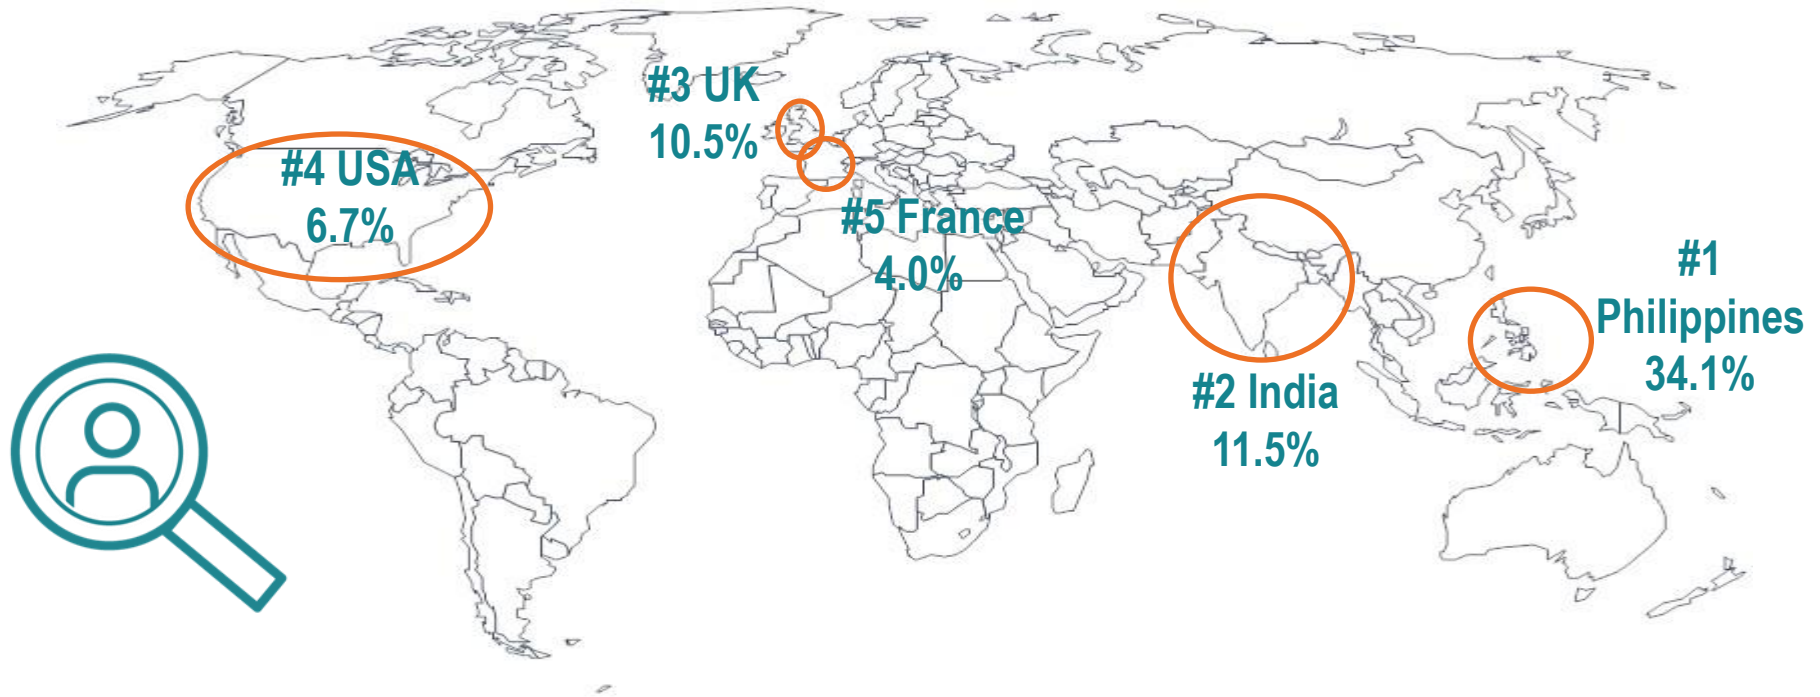 #3 UK
10.5%
#4 USA
6.7%
#5 France
4.0%
#1
Philippines
34.1%
#2 India
11.5%